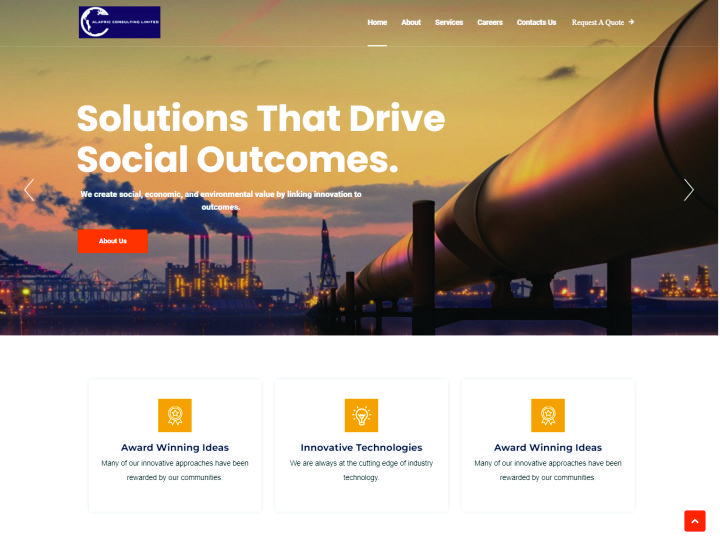 ALAFRIC CONSULTING LIMITED
Home About Services Careers Contacts Us Request A Quote
Solutions That Drive
Social Outcomes.
We create social, economic, and environmental value by linking innovation to
outcomes.
About Us
Award Winning Ideas
Many of our innovative approaches have been
rewarded by our communities.
Innovative Technologies
We are always at the cutting edge of industry
technology.
Award Winning Ideas
Many of our innovative approaches have been
rewarded by our communities.